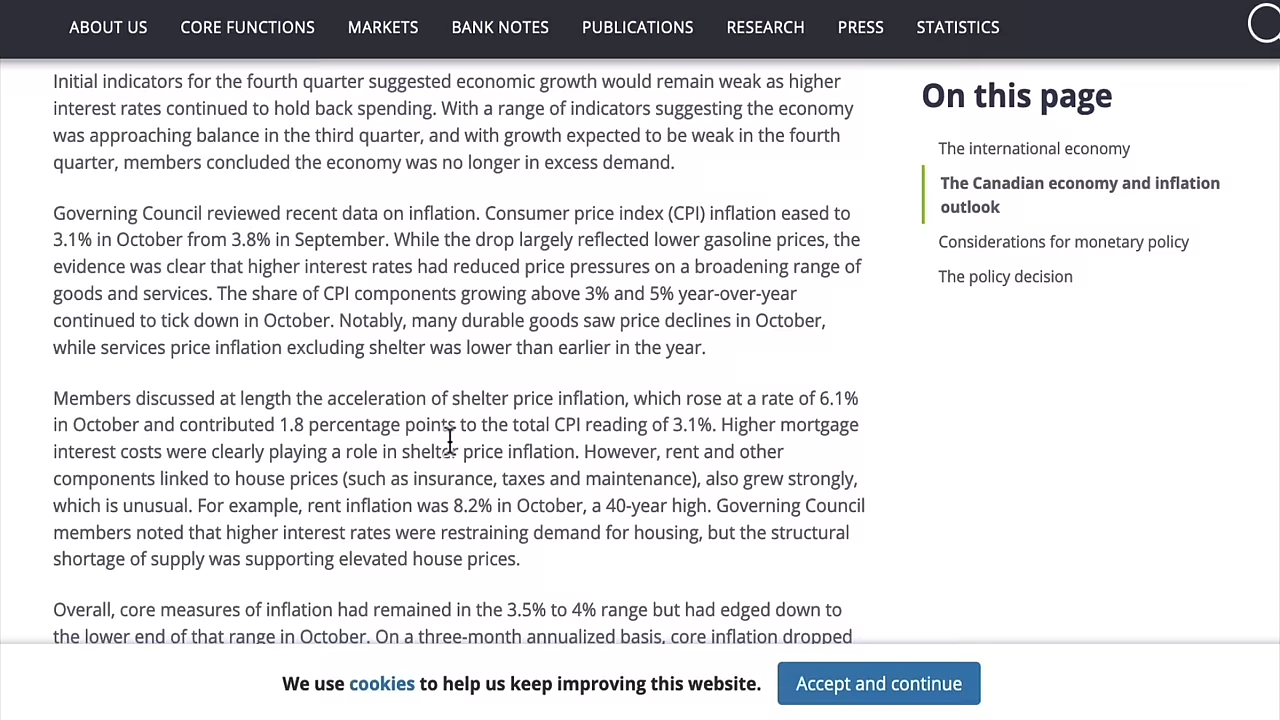 ABOUT US CORE FUNCTIONS MARKETS BANK NOTES PUBLICATIONS RESEARCH PRESS STATISTICS
Initial indicators for the fourth quarter suggested economic growth would remain weak as higher
interest rates continued to hold back spending. With a range of indicators suggesting the economy
was approaching balance in the third quarter, and with growth expected to be weak in the fourth
quarter, members concluded the economy was no longer in excess demand.
Governing Council reviewed recent data on inflation. Consumer price index (CPI) inflation eased to
3.1% in October from 3.8% in September. While the drop largely reflected lower gasoline prices, the
evidence was clear that higher interest rates had reduced price pressures on a broadening range of
goods and services. The share of CPI components growing above 3% and 5% year-over-year
continued to tick down in October. Notably, many durable goods saw price declines in October,
while services price inflation excluding shelter was lower than earlier in the year.
Members discussed at length the acceleration of shelter price inflation, which rose at a rate of 6.1%
in October and contributed 1.8 percentage points to the total CPI reading of 3.1%. Higher mortgage
interest costs were clearly playing a role in shelter price inflation. However, rent and other
components linked to house prices (such as insurance, taxes and maintenance), also grew strongly,
which is unusual. For example, rent inflation was 8.2% in October, a 40-year high. Governing Council
members noted that higher interest rates were restraining demand for housing, but the structural
shortage of supply was supporting elevated house prices.
Overall, core measures of inflation had remained in the 3.5% to 4% range but had edged down to
the lower end of that range in October. On a three-month annualized basis, core inflation dropped
On this page
The international economy
The Canadian economy and inflation
outlook
Considerations for monetary policy
The policy decision
We use cookies to help us keep improving this website.
Accept and continue